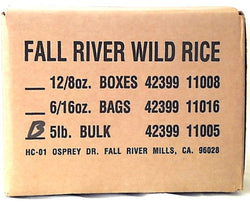 FALL RIVER WILD RICE
__ 12/8oz. BOXES 42399 11008
__ 6/16oz. BAGS 42399 11016
B 5lb. BULK 42399 11005
HC-01 OSPREY DR. FALL RIVER MILLS, CA. 96028